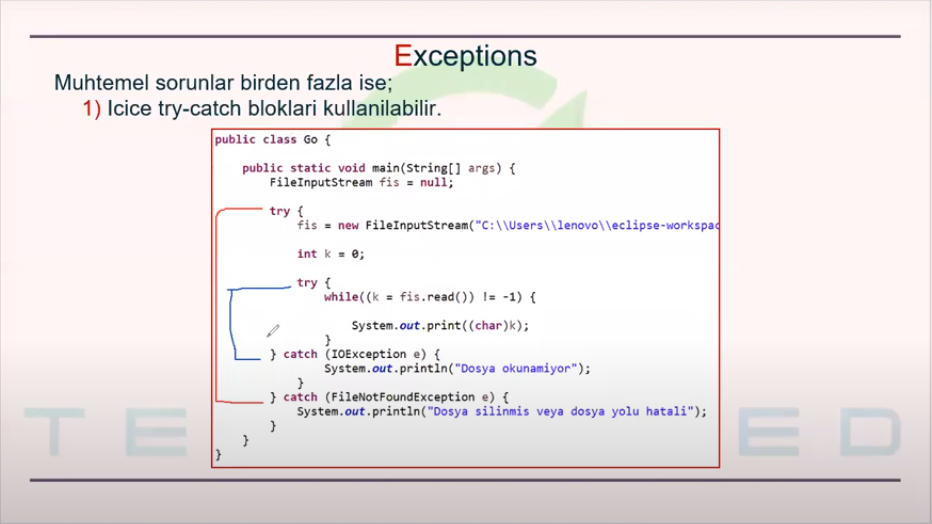 Exceptions
Muhtemel sorunlar birden fazla ise;
1) Icice try-catch bloklari kullanilabilir.
public class Go {
public static void main(String[] args) {
FileInputStream fis = null;
try {
fis = new FileInputStream("C:\\Users\\lenovo\\eclipse-workspac
int k = 0;
try {
while((k = fis.read()) != -1) {
System.out.print((char)k);
}
} catch (IOException e) {
System.out.println("Dosya okunamiyor");
}
} catch (FileNotFoundException e) {
System.out.println("Dosya silinmis veya dosya yolu hatali");
}
}
}